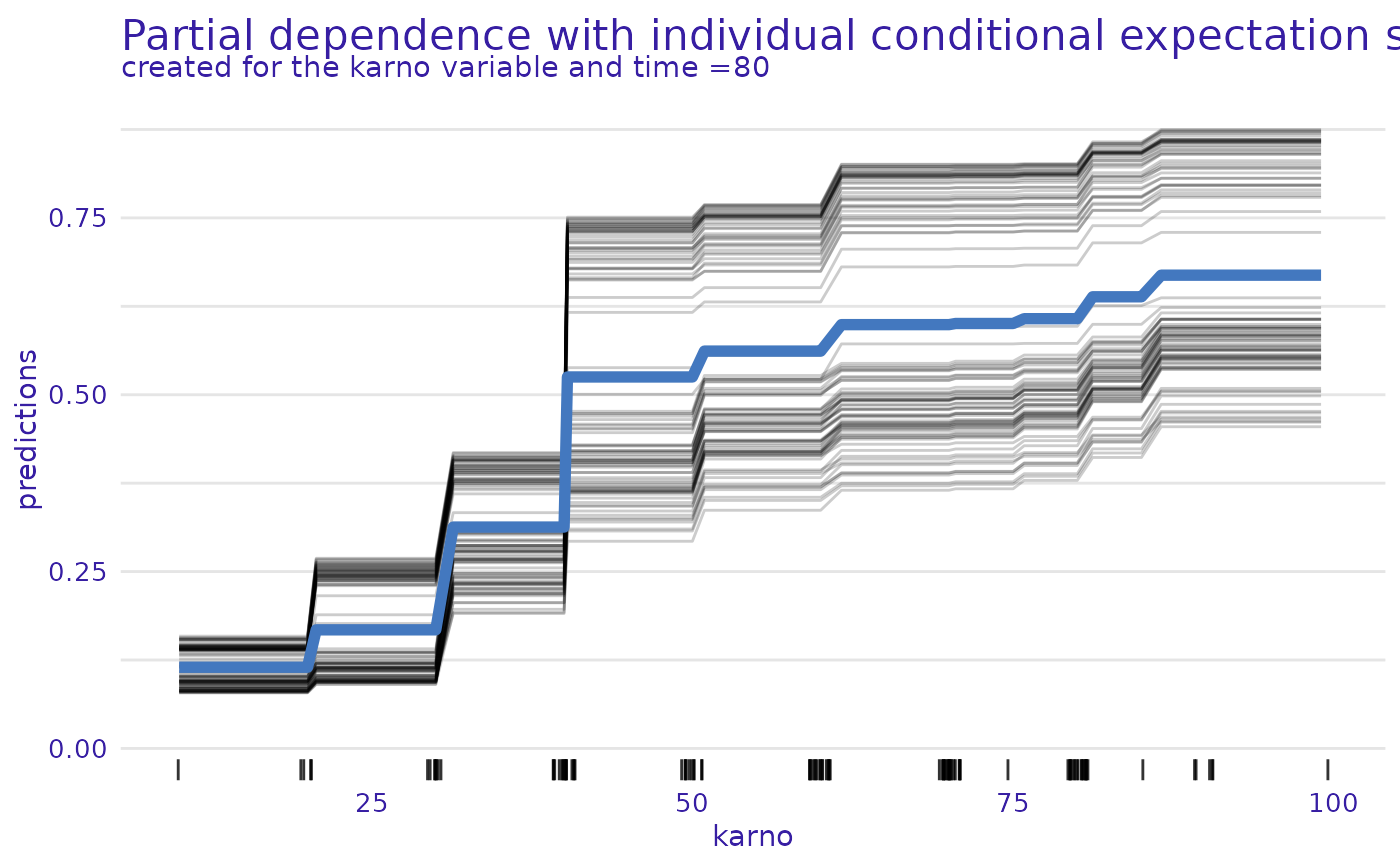 Partial dependence with individual conditional expectation
created for the karno variable and time =80
predictions
0.75
0.50
0.25
0.00
25 50 75 100
karno